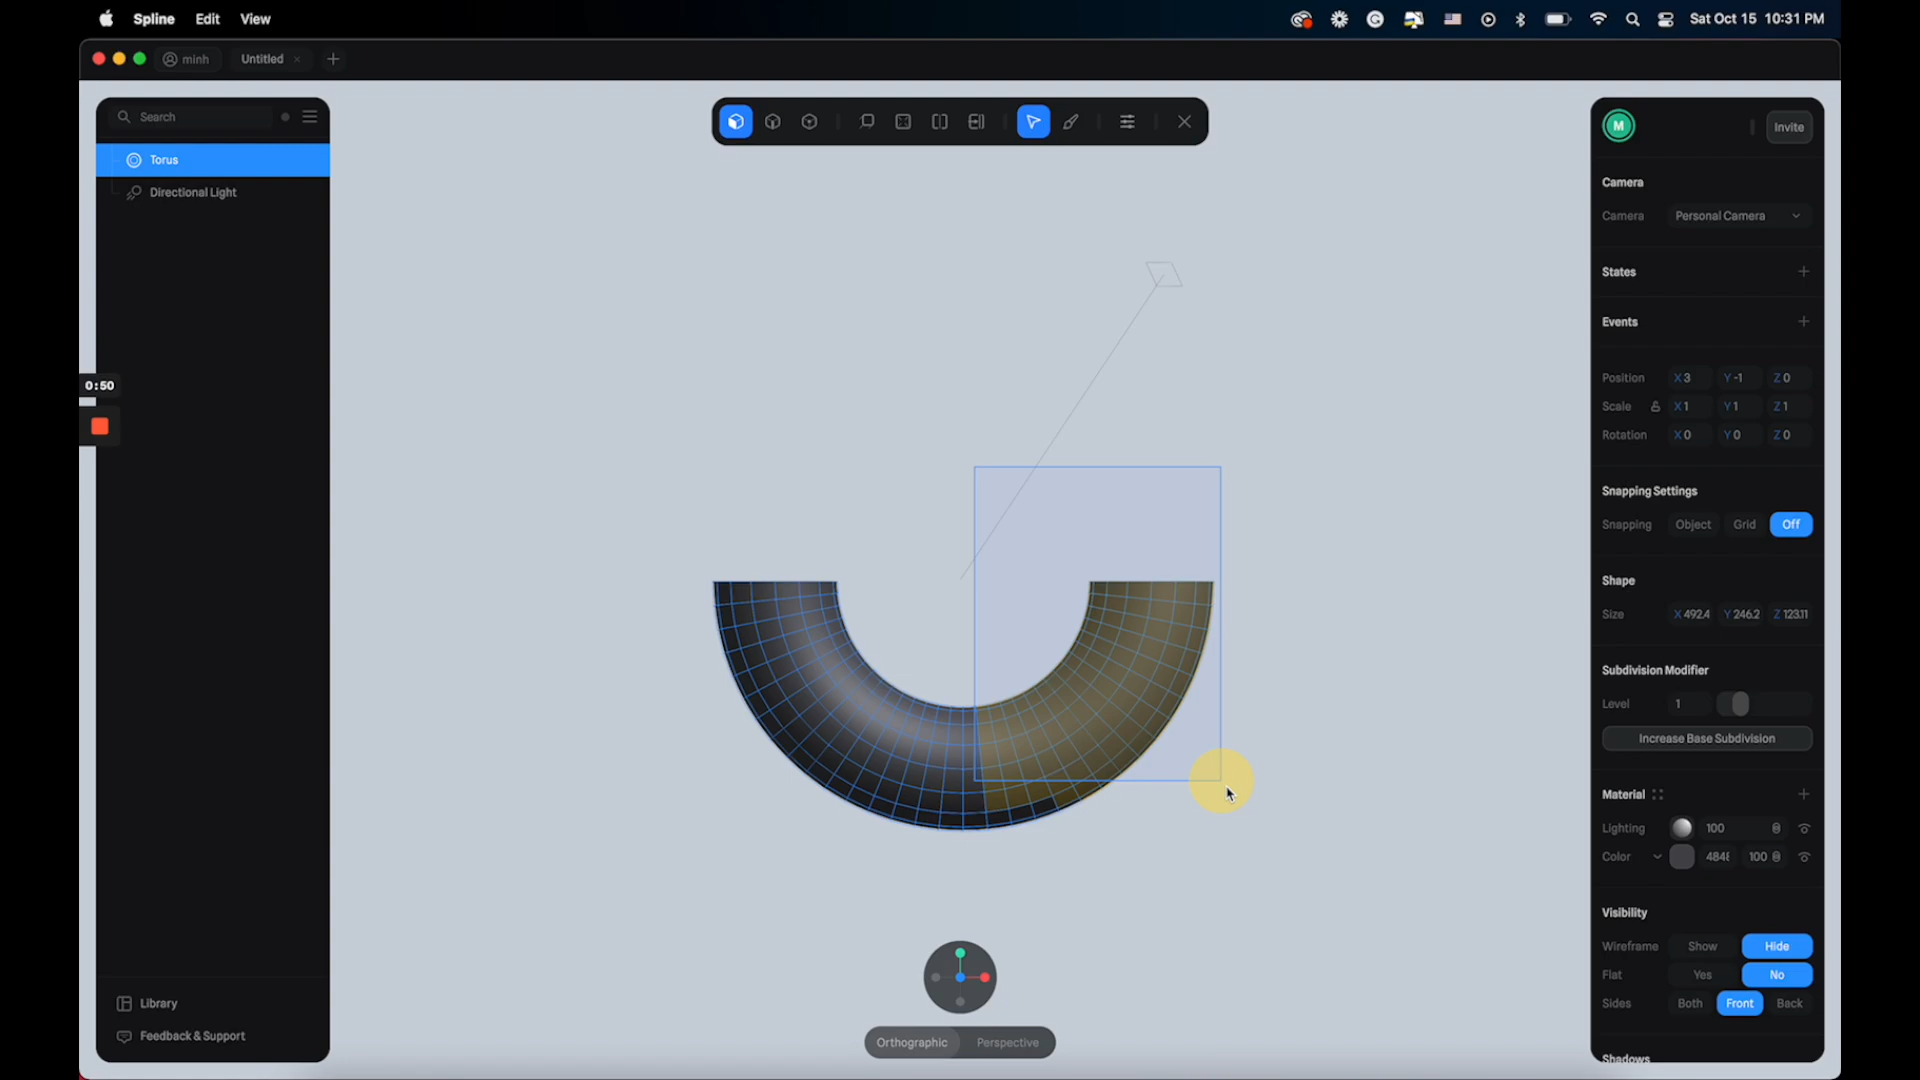 Spline Edit View Sat Oct 15 10:31 PM
minh Untitled
Search
Torus
Directional Light
0:50
Library
Feedback & Support
Orthographic Perspective
M Invite
Camera
Camera Personal Camera
States
Events
Position X 3 Y -1 Z 0
Scale X 1 Y 1 Z 1
Rotation X 0 Y 0 Z 0
Snapping Settings
Snapping Object Grid Off
Shape
Size X 492.4 Y 246.2 Z 123.11
Subdivision Modifier
Level 1
Increase Base Subdivision
Material
Lighting 100
Color 4848 100
Visibility
Wireframe Show Hide
Flat Yes No
Sides Both Front Back
Shadows